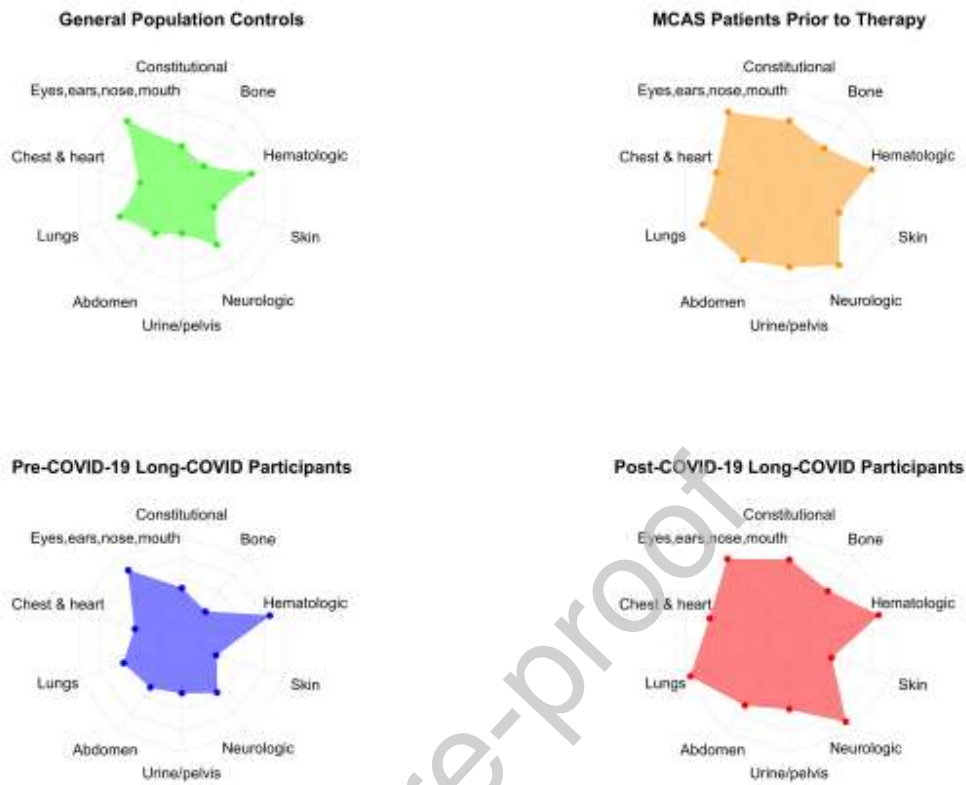 General Population Controls
Constitutional
Eyes,ears,nose,mouth
Bone
Chest & heart
Hematologic
Lungs
Skin
Abdomen
Neurologic
Urine/pelvis
MCAS Patients Prior to Therapy
Constitutional
Eyes,ears,nose,mouth
Bone
Chest & heart
Hematologic
Lungs
Skin
Abdomen
Neurologic
Urine/pelvis
Pre-COVID-19 Long-COVID Participants
Constitutional
Eyes,ears,nose,mouth
Bone
Chest & heart
Hematologic
Lungs
Skin
Abdomen
Neurologic
Urine/pelvis
Post-COVID-19 Long-COVID Participants
Constitutional
Eyes,ears,nose,mouth
Bone
Chest & heart
Hematologic
Lungs
Skin
Abdomen
Neurologic
Urine/pelvis
e-proof